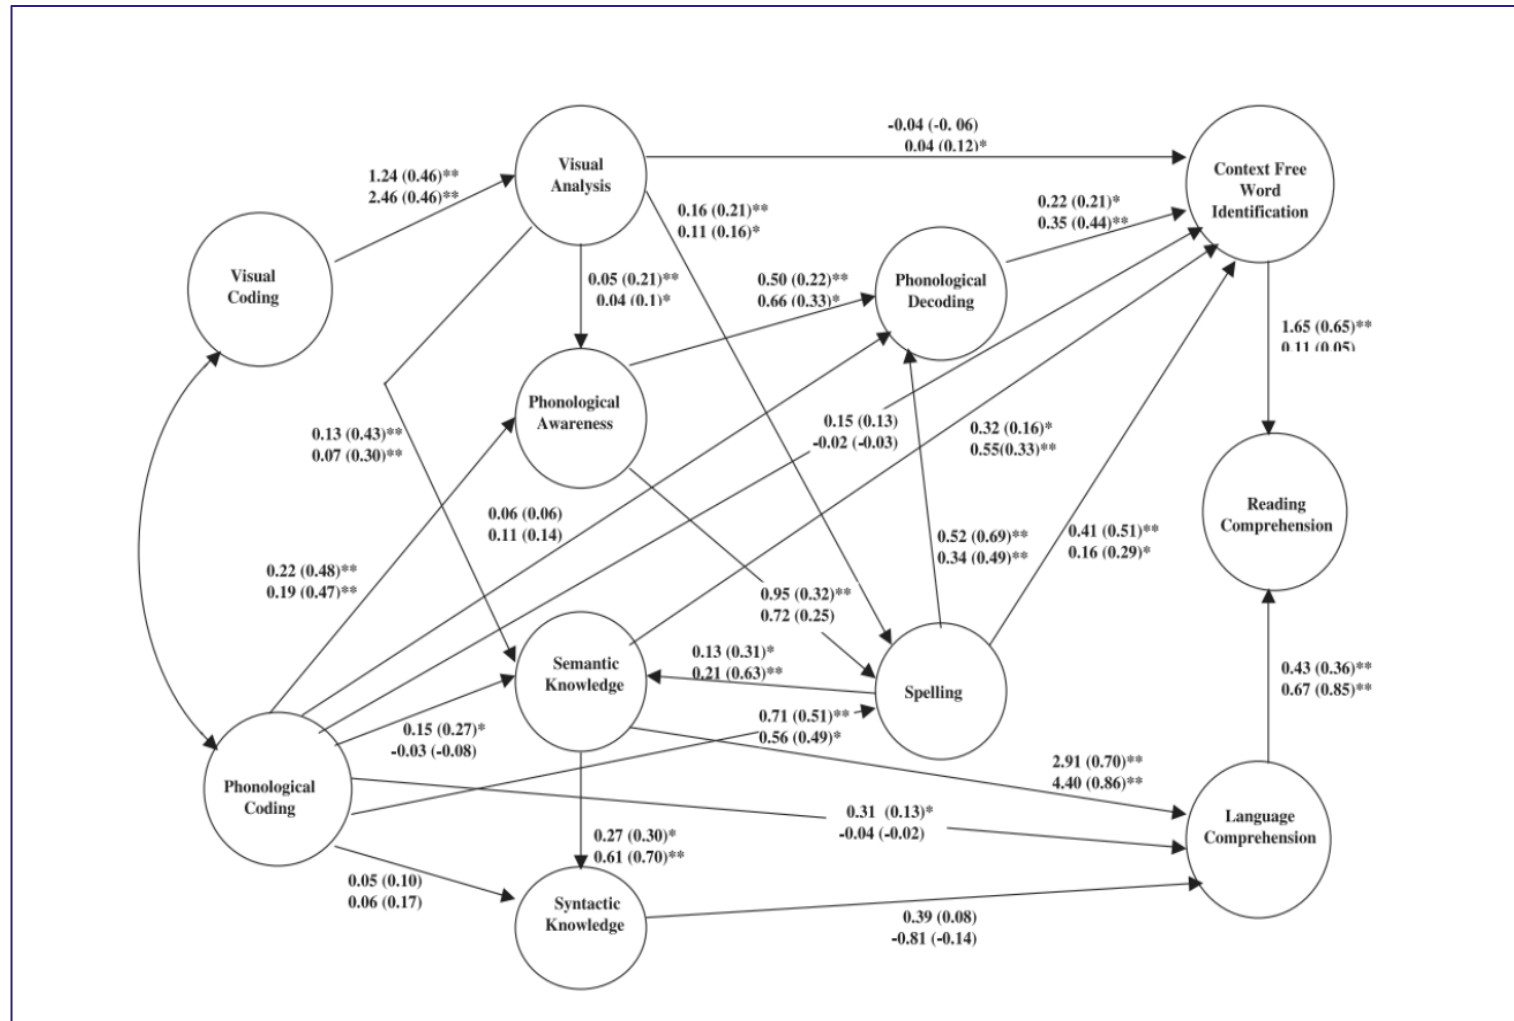 -0.04 (-0. 06)
0.04 (0.12)*
Visual
Analysis
Context Free
Word
Identification
1.24 (0.46)**
2.46 (0.46)**
0.16 (0.21)**
0.11 (0.16)*
0.22 (0.21)*
0.35 (0.44)**
Visual
Coding
0.05 (0.21)**
0.04 (0.1)*
0.50 (0.22)**
0.66 (0.33)*
Phonological
Decoding
1.65 (0.65)**
0.11 (0.05)
Phonological
Awareness
0.15 (0.13)
-0.02 (-0.03)
0.32 (0.16)*
0.55(0.33)**
0.13 (0.43)**
0.07 (0.30)**
Reading
Comprehension
0.06 (0.06)
0.11 (0.14)
0.52 (0.69)**
0.34 (0.49)**
0.41 (0.51)**
0.16 (0.29)*
0.22 (0.48)**
0.19 (0.47)**
0.95 (0.32)**
0.72 (0.25)
Semantic
Knowledge
0.13 (0.31)*
0.21 (0.63)**
Spelling
0.43 (0.36)**
0.67 (0.85)**
0.15 (0.27)*
-0.03 (-0.08)
0.71 (0.51)**
0.56 (0.49)*
2.91 (0.70)**
4.40 (0.86)**
Phonological
Coding
0.31 (0.13)*
-0.04 (-0.02)
Language
Comprehension
0.27 (0.30)*
0.61 (0.70)**
0.05 (0.10)
0.06 (0.17)
Syntactic
Knowledge
0.39 (0.08)
-0.81 (-0.14)